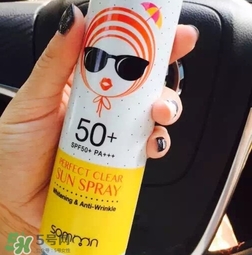 50+
SPF50+ PA+++
PERFECT CLEAR
SUN SPRAY
Whitening & Anti-Wrinkle
5号网